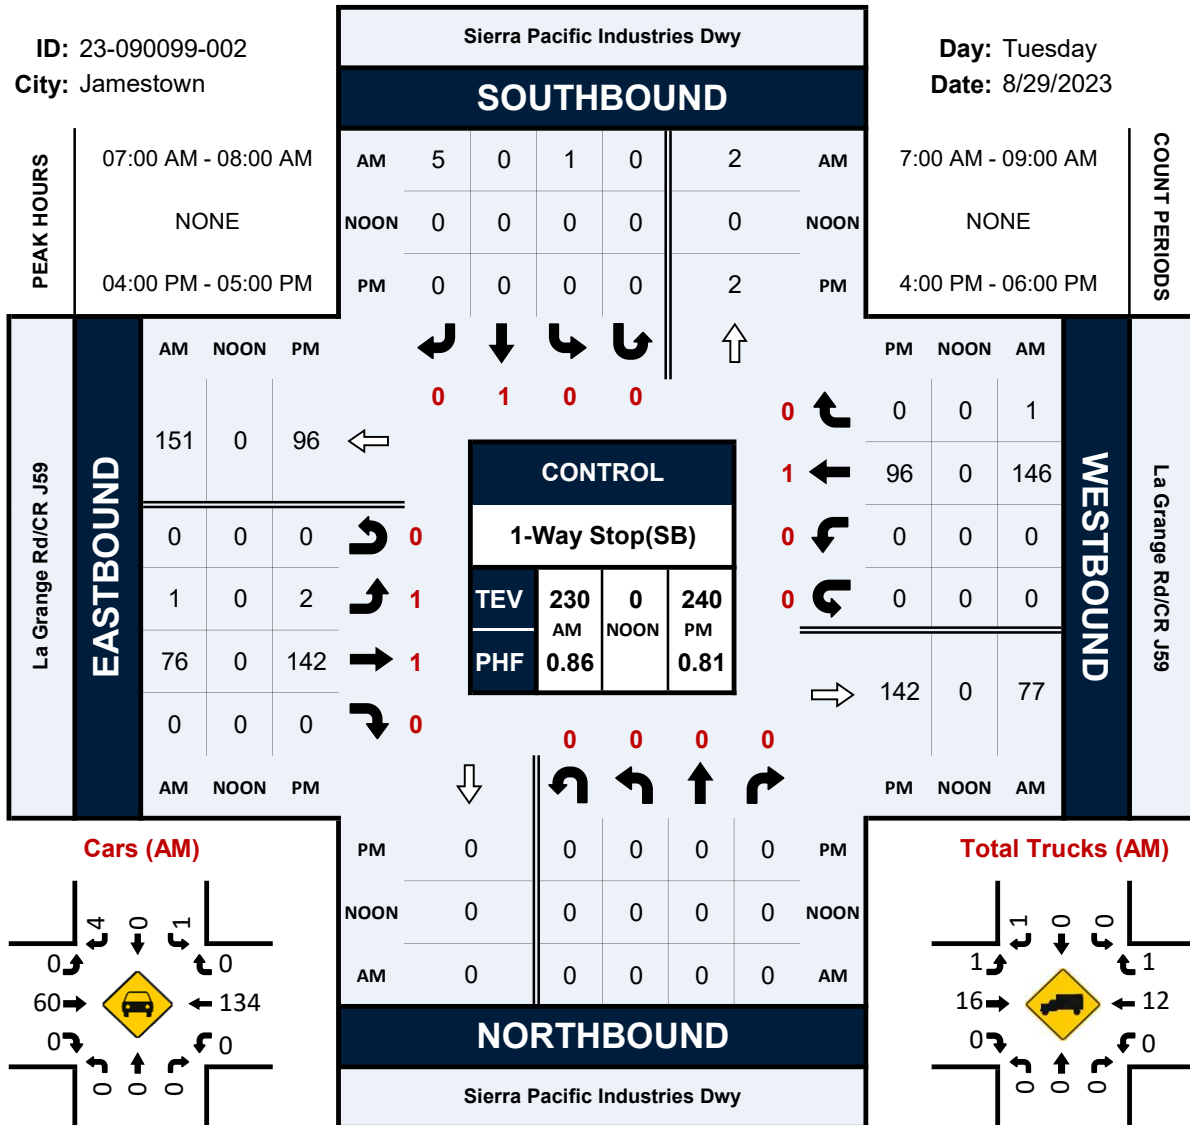 ID: 23-090099-002
City: Jamestown
Sierra Pacific Industries Dwy
SOUTHBOUND
Day: Tuesday
Date: 8/29/2023
PEAK HOURS
07:00 AM - 08:00 AM
NONE
04:00 PM - 05:00 PM
AM 5 0 1 0 2 AM
NOON 0 0 0 0 0 NOON
PM 0 0 0 0 2 PM
7:00 AM - 09:00 AM
NONE
4:00 PM - 06:00 PM
COUNT PERIODS
0 1 0 0
La Grange Rd/CR J59
EASTBOUND
AM NOON PM
151 0 96
0 0 0 0
1 0 2 1
76 0 142 1
0 0 0 0
AM NOON PM
CONTROL
1-Way Stop(SB)
TEV 230 0 240
AM NOON PM
PHF 0.86 0.81
PM NOON AM
0 0 0 1
1 96 0 146
0 0 0 0
0 0 0 0
142 0 77
PM NOON AM
WESTBOUND
La Grange Rd/CR J59
0 0 0 0
PM 0 0 0 0 0 PM
NOON 0 0 0 0 0 NOON
AM 0 0 0 0 0 AM
NORTHBOUND
Sierra Pacific Industries Dwy
Cars (AM)
4 0 1
0 0
60 134
0 0
0 0 0
Total Trucks (AM)
1 0 0
1 1
16 12
0 0
0 0 0